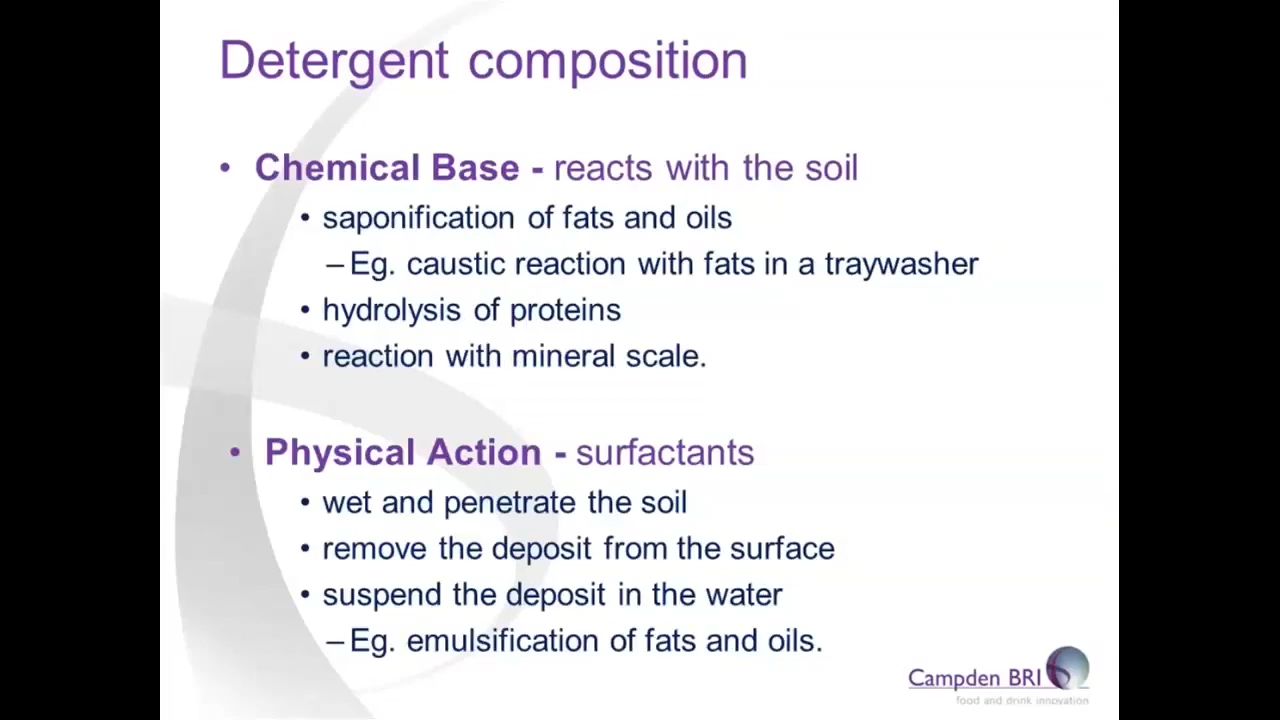 Detergent composition
• Chemical Base - reacts with the soil
• saponification of fats and oils
– Eg. caustic reaction with fats in a traywasher
• hydrolysis of proteins
• reaction with mineral scale.
• Physical Action - surfactants
• wet and penetrate the soil
• remove the deposit from the surface
• suspend the deposit in the water
– Eg. emulsification of fats and oils.
Campden BRI
food and drink innovation